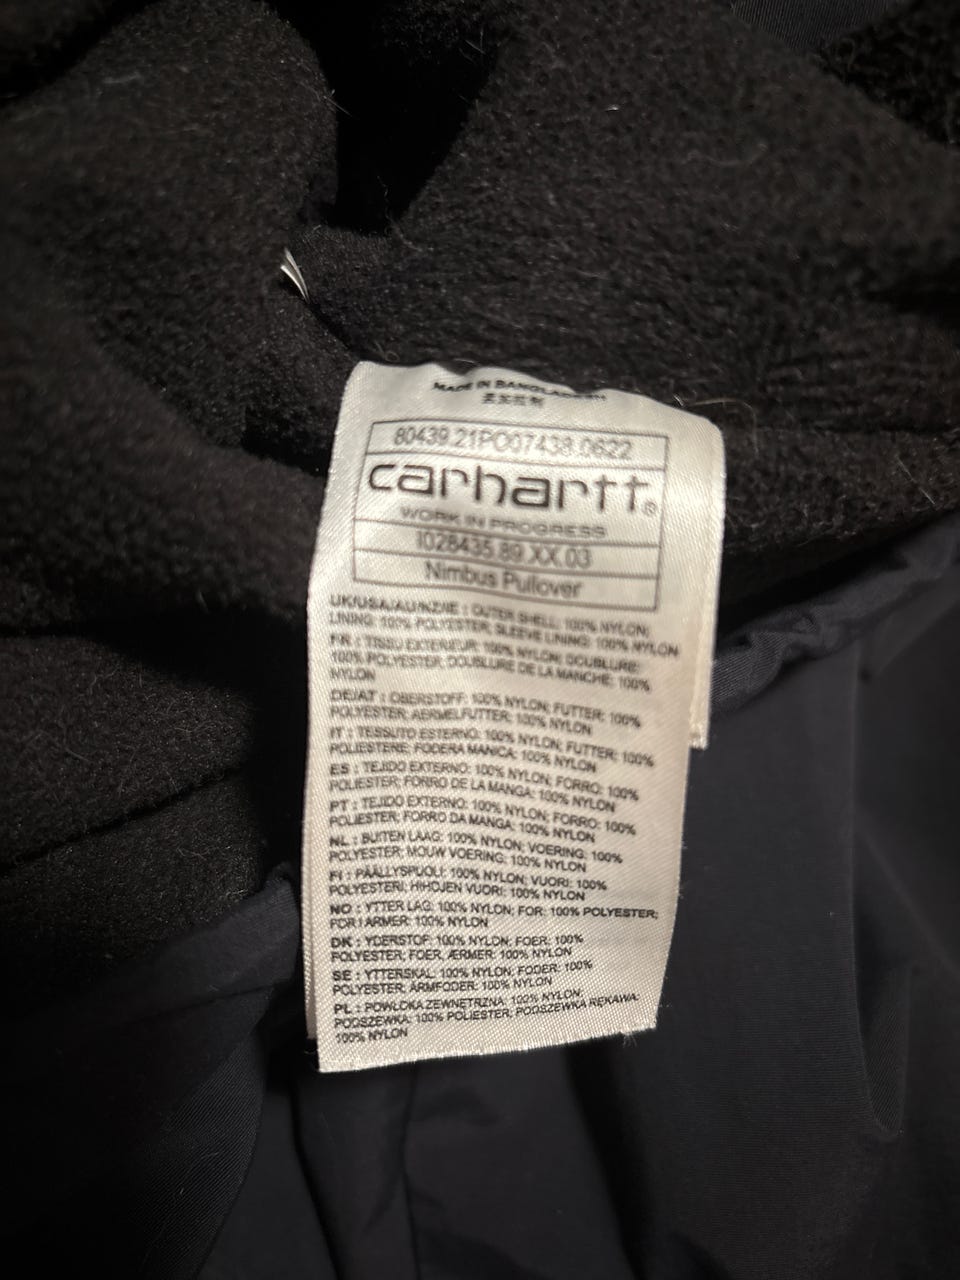 MADE IN BANGLADESH
80439.21PO07438.0622
carhartt®
WORK IN PROGRESS
I028435.89.XX.03
Nimbus Pullover
UK/USA/AU/NZ/IE : OUTER SHELL: 100% NYLON;
LINING: 100% POLYESTER, SLEEVE LINING: 100% NYLON
FR : TISSU EXTERIEUR: 100% NYLON; DOUBLURE:
100% POLYESTER; DOUBLURE DE LA MANCHE: 100%
NYLON
DE/AT : OBERSTOFF: 100% NYLON; FUTTER: 100%
POLYESTER; AERMELFUTTER: 100% NYLON
IT : TESSUTO ESTERNO: 100% NYLON; FUTTER: 100%
POLIESTERE; FODERA MANICA: 100% NYLON
ES : TEJIDO EXTERNO: 100% NYLON; FORRO: 100%
POLIESTER; FORRO DE LA MANGA: 100% NYLON
PT : TEJIDO EXTERNO: 100% NYLON; FORRO: 100%
POLIESTER; FORRO DA MANGA: 100% NYLON
NL : BUITEN LAAG: 100% NYLON; VOERING: 100%
POLYESTER; MOUW VOERING: 100% NYLON
FI : PÄÄLLYSPUOLI: 100% NYLON; VUORI: 100%
POLYESTERI; HIHOJEN VUORI: 100% NYLON
NO : YTTER LAG: 100% NYLON; FOR: 100% POLYESTER;
FOR I ARMER: 100% NYLON
DK : YDERSTOF: 100% NYLON; FOER: 100%
POLYESTER; FOER, ÆRMER: 100% NYLON
SE : YTTERSKAL: 100% NYLON; FODER: 100%
POLYESTER; ÄRMFODER: 100% NYLON
PL : POWŁOKA ZEWNĘTRZNA: 100% NYLON;
PODSZEWKA: 100% POLIESTER; PODSZEWKA RĘKAWA:
100% NYLON